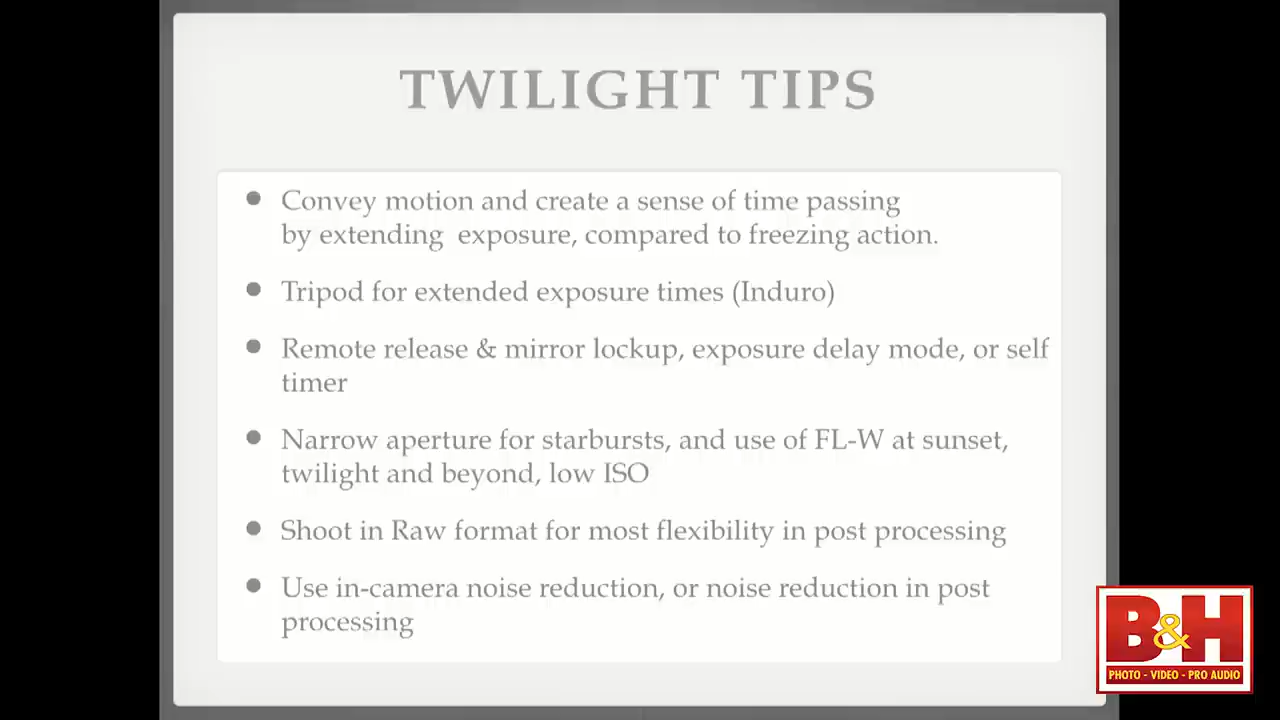 TWILIGHT TIPS
• Convey motion and create a sense of time passing
by extending  exposure, compared to freezing action.
• Tripod for extended exposure times (Induro)
• Remote release & mirror lockup, exposure delay mode, or self
timer
• Narrow aperture for starbursts, and use of FL-W at sunset,
twilight and beyond, low ISO
• Shoot in Raw format for most flexibility in post processing
• Use in-camera noise reduction, or noise reduction in post
processing
B&H
PHOTO - VIDEO - PRO AUDIO